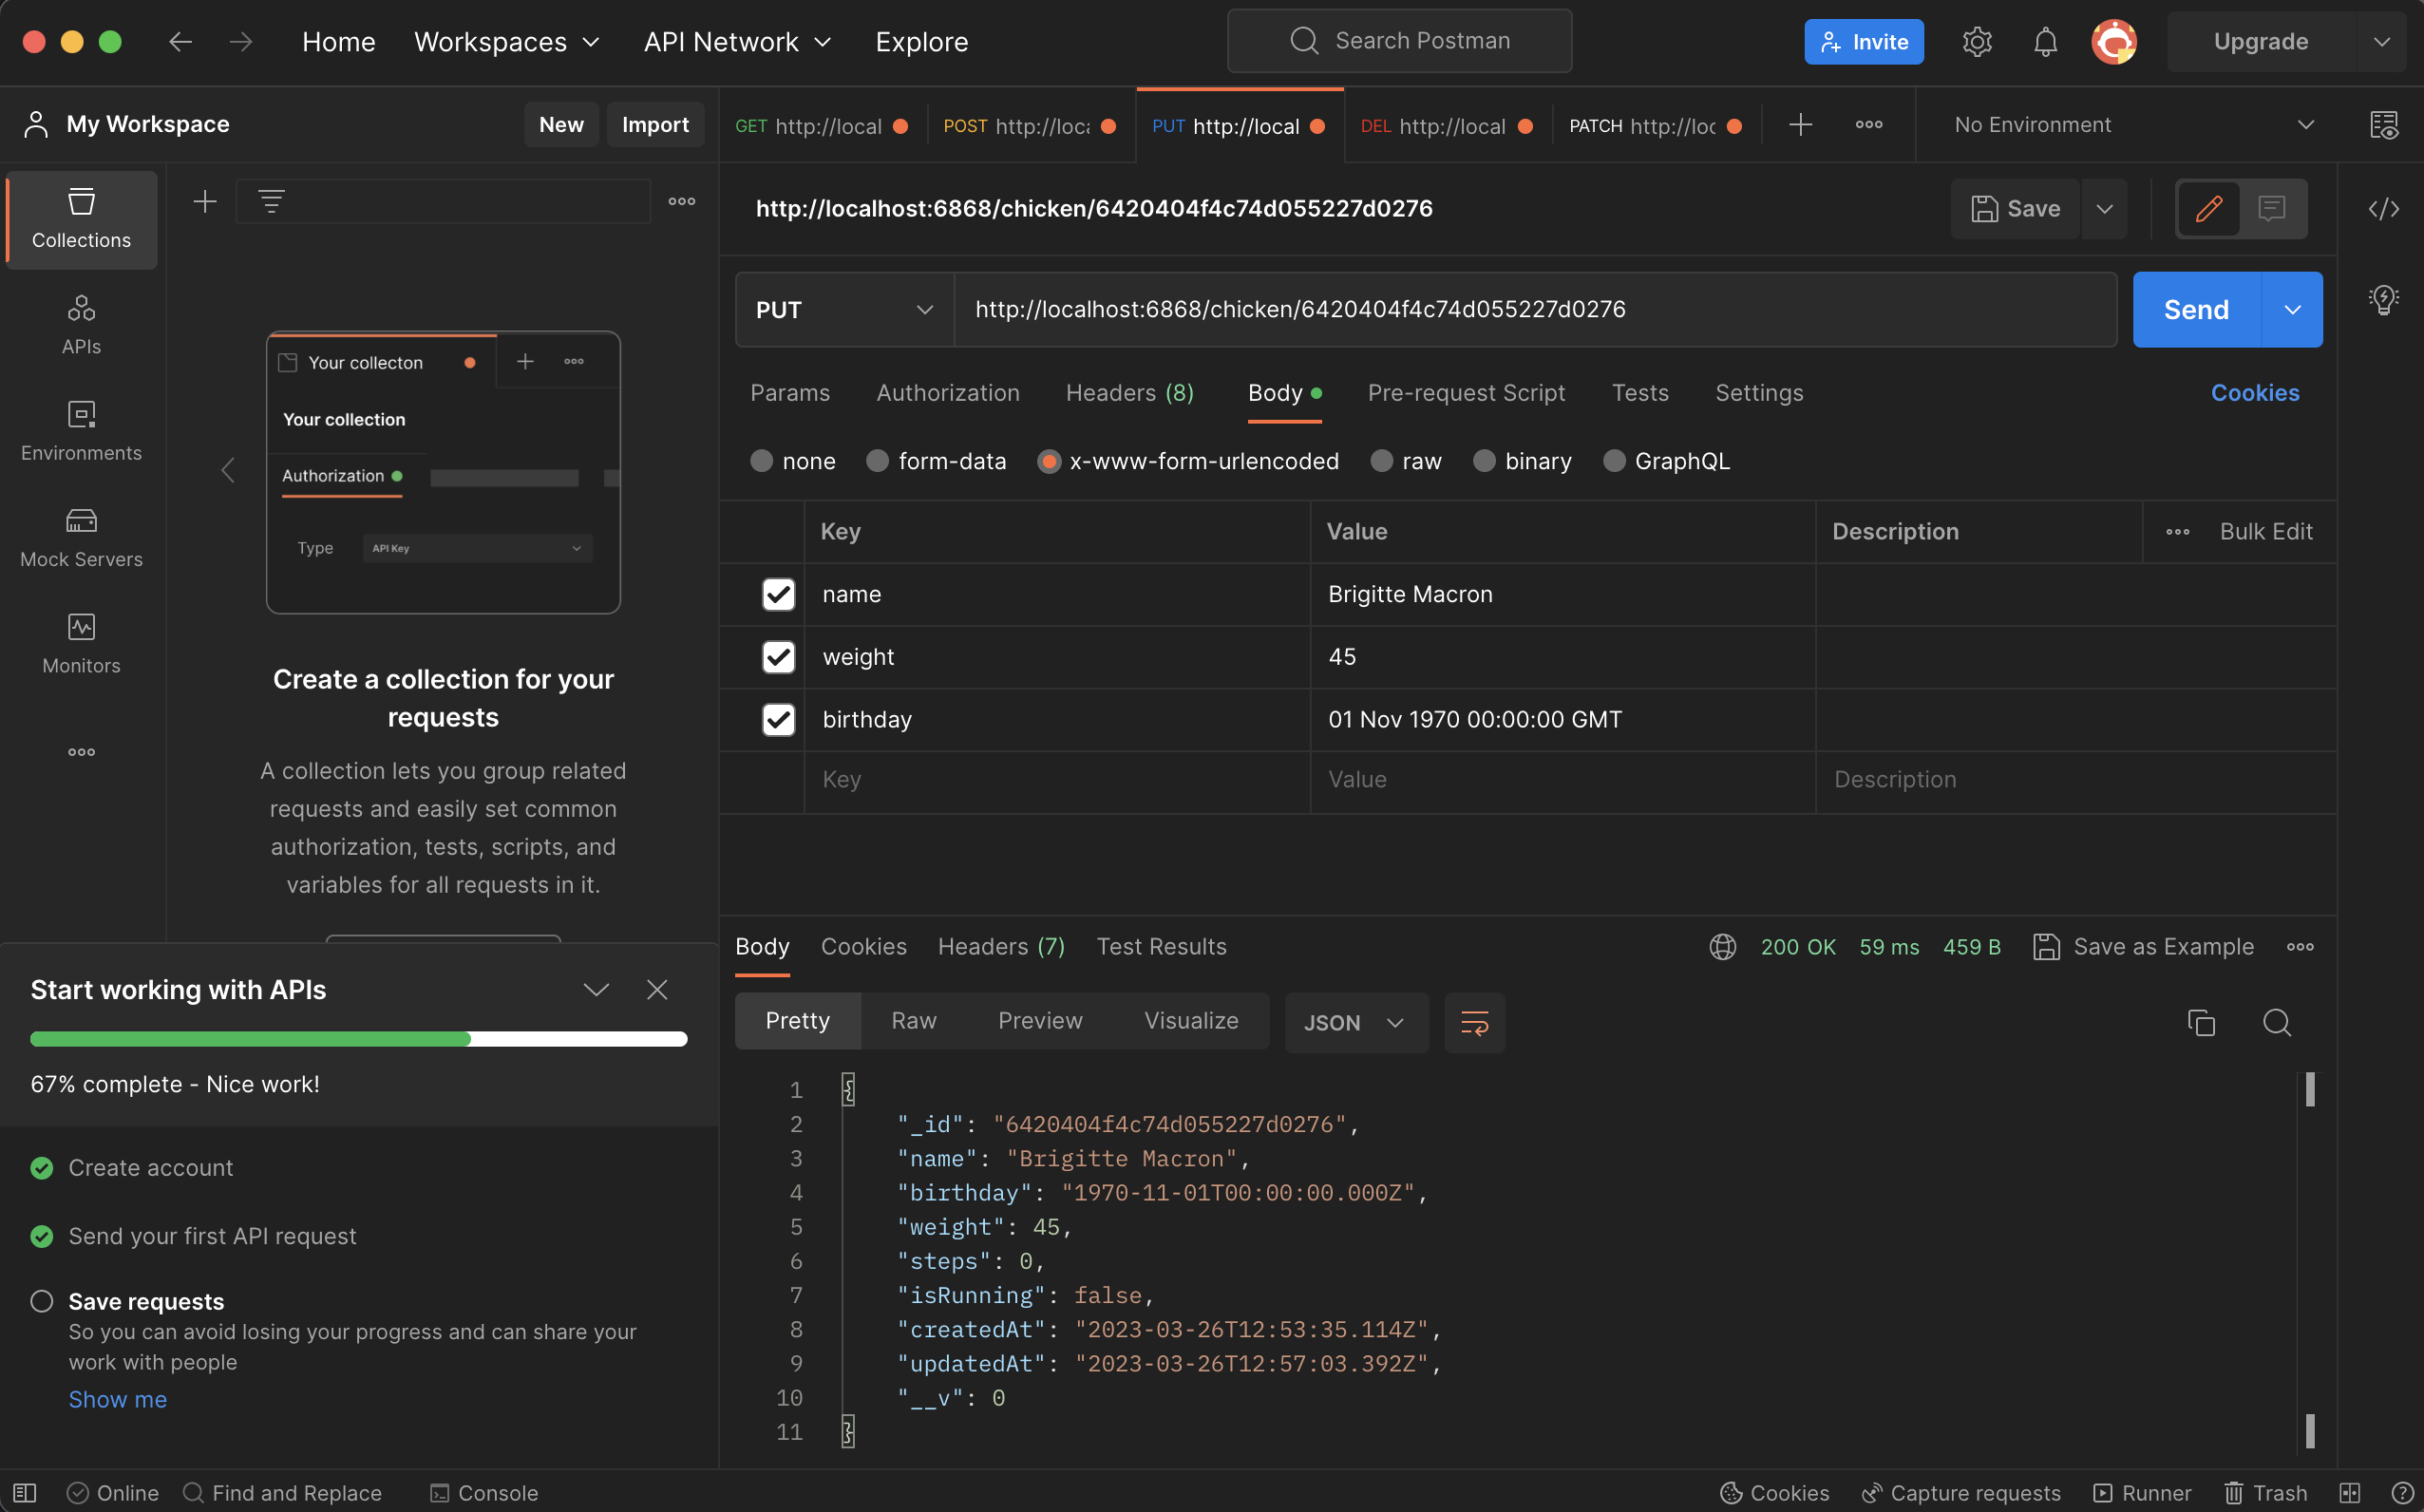 Home Workspaces API Network Explore Search Postman Invite Upgrade
My Workspace New Import
GET http://local POST http://loc PUT http://local DEL http://local PATCH http://loc No Environment
Collections
APIs
Environments
Mock Servers
Monitors
Your collecton
Your collection
Authorization
Type API Key
Create a collection for your
requests
A collection lets you group related
requests and easily set common
authorization, tests, scripts, and
variables for all requests in it.
Start working with APIs
67% complete - Nice work!
Create account
Send your first API request
Save requests
So you can avoid losing your progress and can share your
work with people
Show me
http://localhost:6868/chicken/6420404f4c74d055227d0276 Save
PUT http://localhost:6868/chicken/6420404f4c74d055227d0276 Send
Params Authorization Headers (8) Body Pre-request Script Tests Settings Cookies
none form-data x-www-form-urlencoded raw binary GraphQL
Key Value Description Bulk Edit
name Brigitte Macron
weight 45
birthday 01 Nov 1970 00:00:00 GMT
Key Value Description
Body Cookies Headers (7) Test Results 200 OK 59 ms 459 B Save as Example
Pretty Raw Preview Visualize JSON
1 {
2 "_id": "6420404f4c74d055227d0276",
3 "name": "Brigitte Macron",
4 "birthday": "1970-11-01T00:00:00.000Z",
5 "weight": 45,
6 "steps": 0,
7 "isRunning": false,
8 "createdAt": "2023-03-26T12:53:35.114Z",
9 "updatedAt": "2023-03-26T12:57:03.392Z",
10 "__v": 0
11 }
Online Find and Replace Console Cookies Capture requests Runner Trash